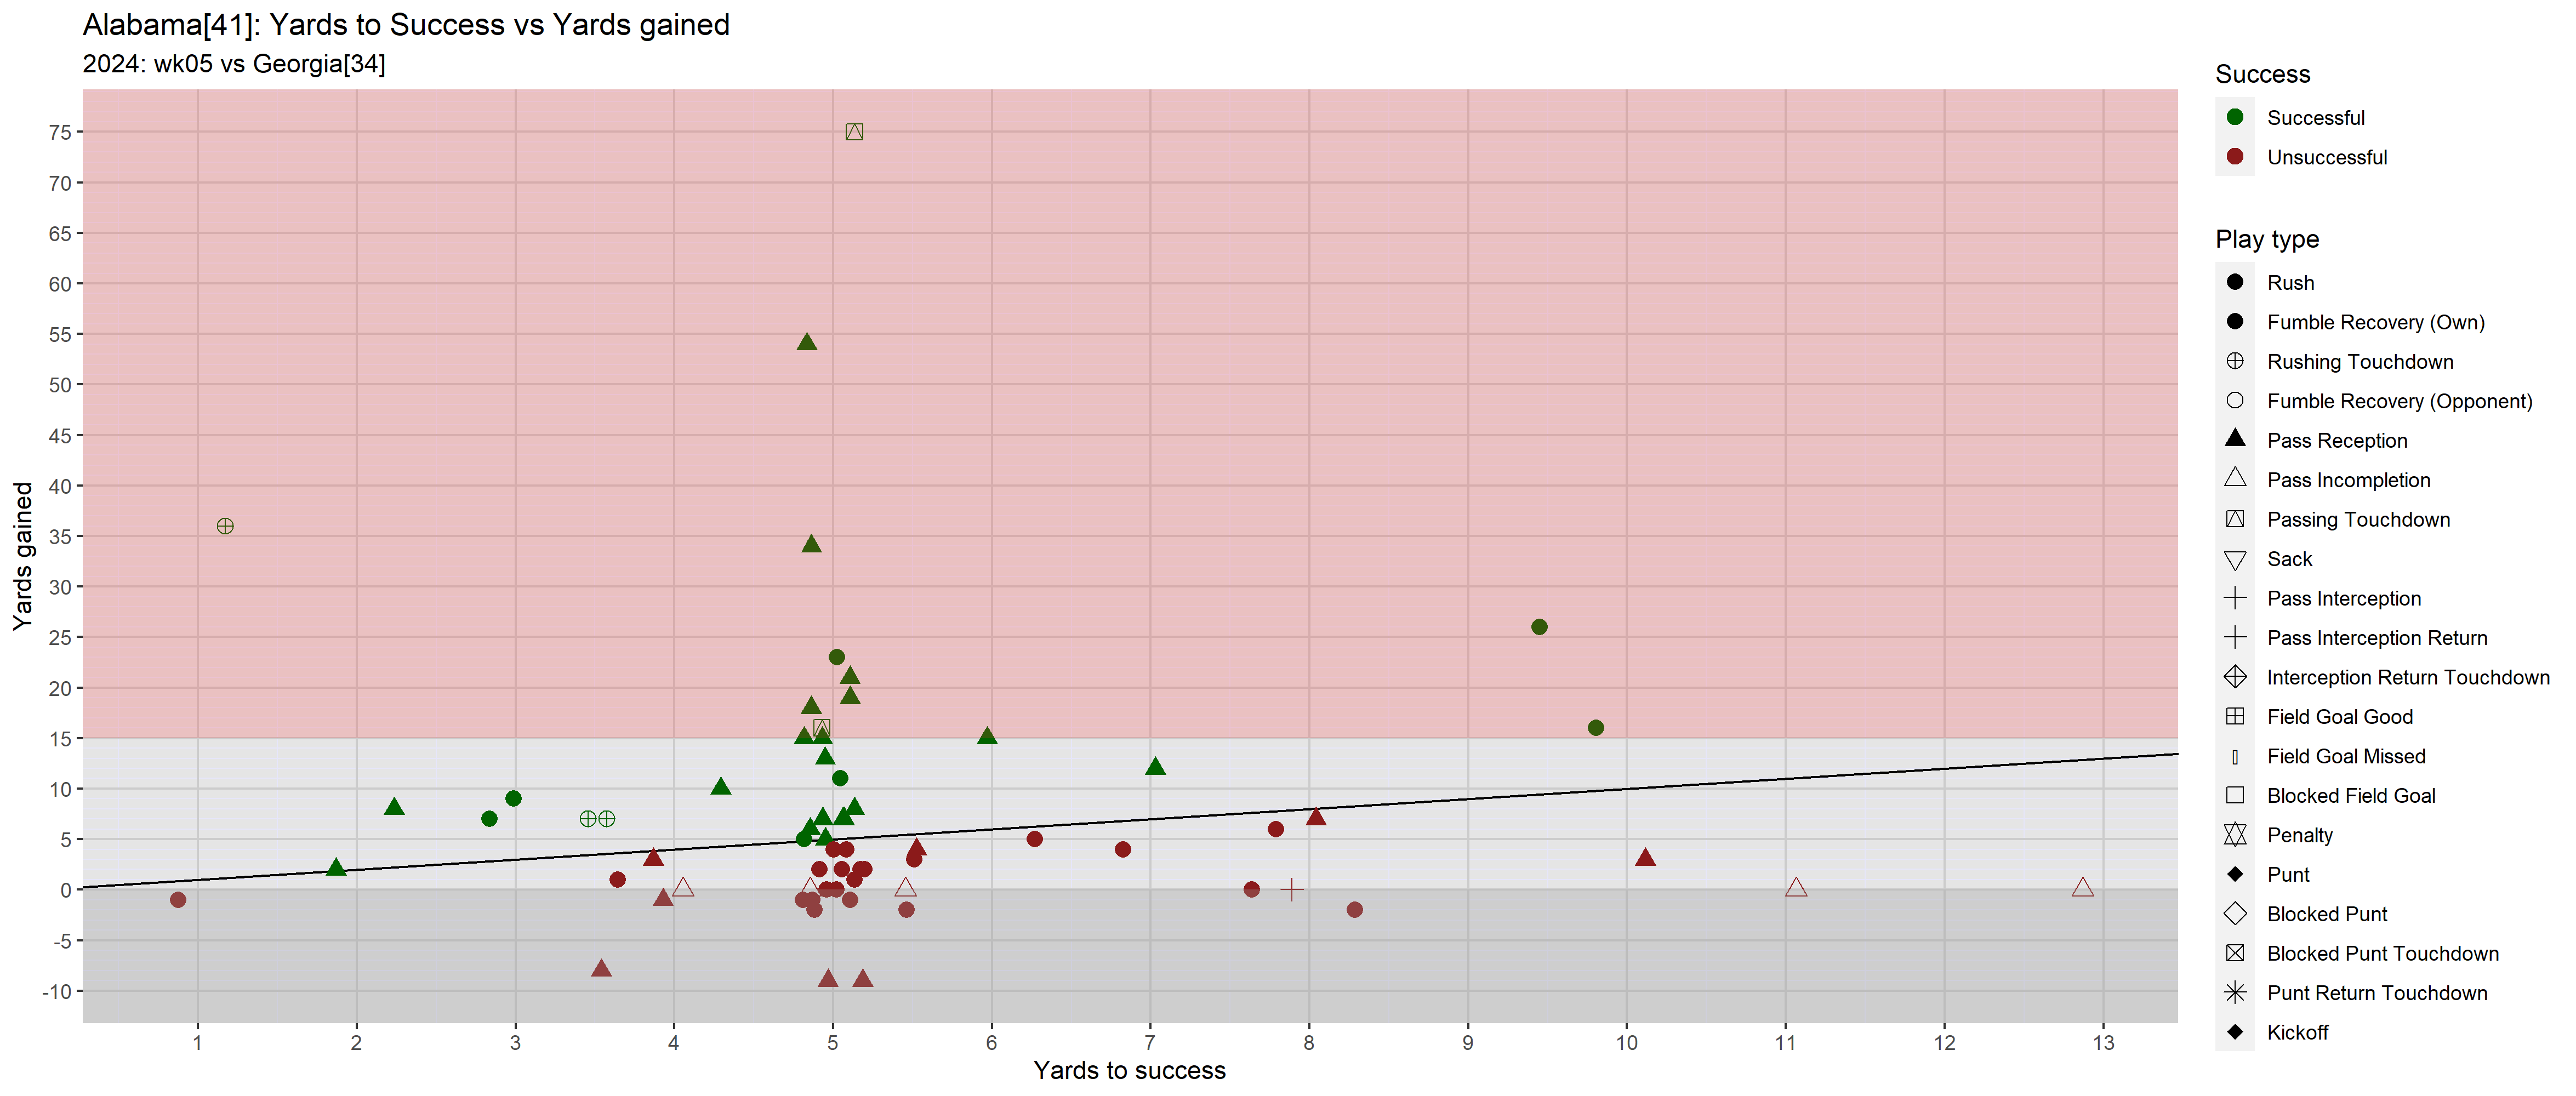 Alabama[41]: Yards to Success vs Yards gained
2024: wk05 vs Georgia[34]
Yards gained
75
70
65
60
55
50
45
40
35
30
25
20
15
10
5
0
-5
-10
1 2 3 4 5 6 7 8 9 10 11 12 13
Yards to success
Success
Successful
Unsuccessful
Play type
Rush
Fumble Recovery (Own)
Rushing Touchdown
Fumble Recovery (Opponent)
Pass Reception
Pass Incompletion
Passing Touchdown
Sack
Pass Interception
Pass Interception Return
Interception Return Touchdown
Field Goal Good
Field Goal Missed
Blocked Field Goal
Penalty
Punt
Blocked Punt
Blocked Punt Touchdown
Punt Return Touchdown
Kickoff